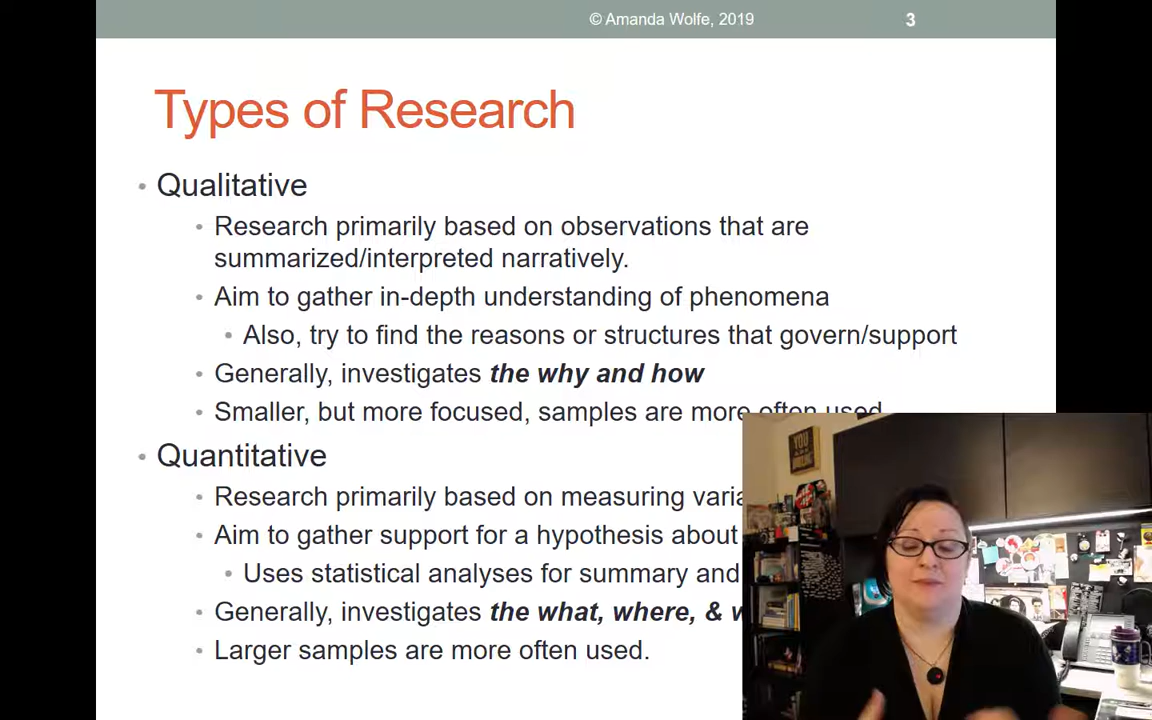 © Amanda Wolfe, 2019
3
Types of Research
• Qualitative
• Research primarily based on observations that are
summarized/interpreted narratively.
• Aim to gather in-depth understanding of phenomena
• Also, try to find the reasons or structures that govern/support
• Generally, investigates the why and how
• Smaller, but more focused, samples are more often used
• Quantitative
• Research primarily based on measuring
• Aim to gather support for a hypothesis about
• Uses statistical analyses for summary and
• Generally, investigates the what, where, &
• Larger samples are more often used.
YOU